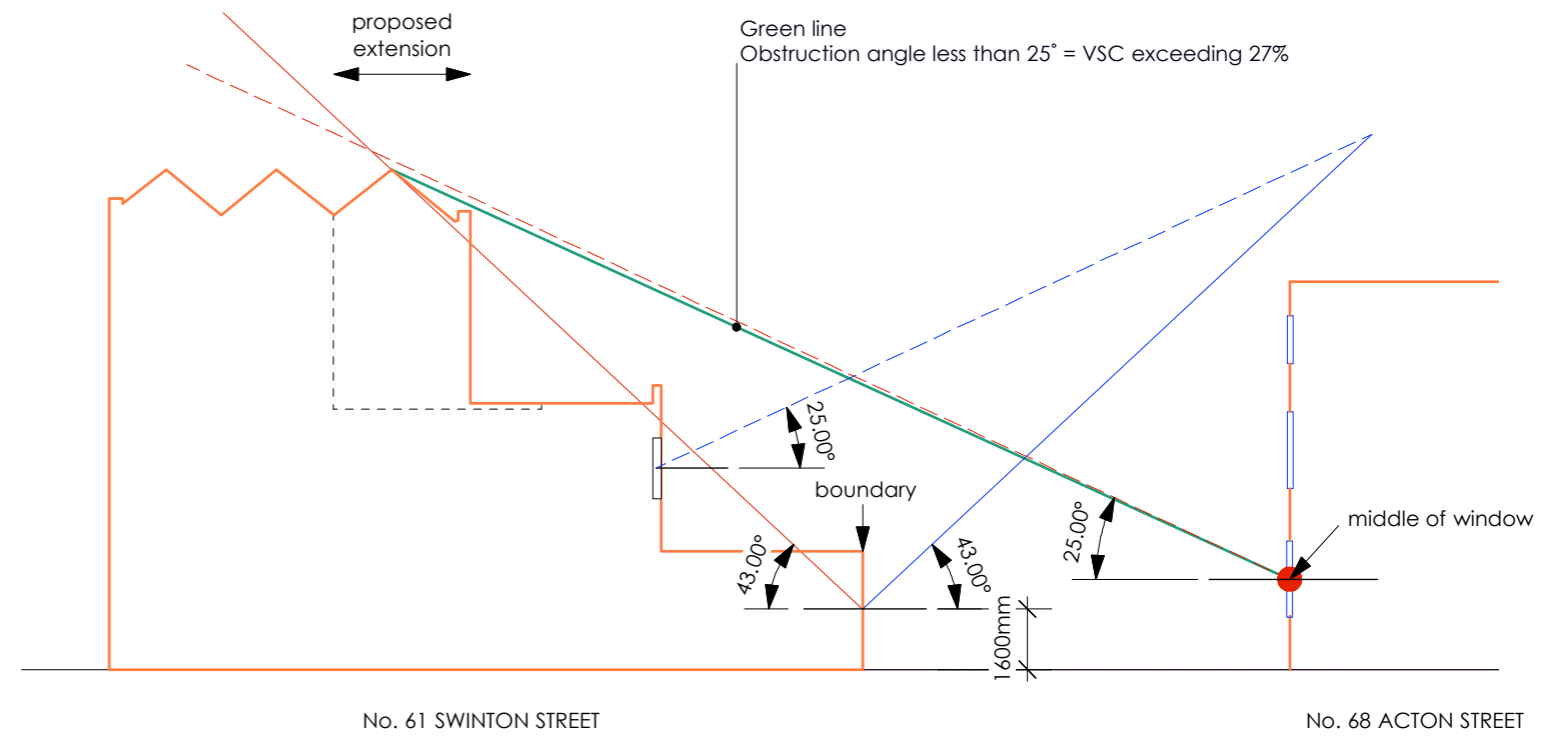 proposed
extension
Green line
Obstruction angle less than 25° = VSC exceeding 27%
25.00°
boundary
43.00°
43.00°
25.00°
middle of window
1600mm
No. 61 SWINTON STREET
No. 68 ACTON STREET